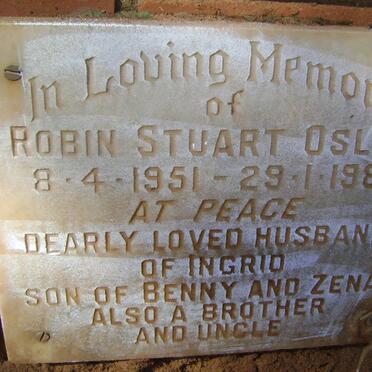 In Loving Memor
of
ROBIN STUART OSL
8-4-1951-29-1-198
AT PEACE
DEARLY LOVED HUSBAN
OF INGRID
SON OF BENNY AND ZENA
ALSO A BROTHER
AND UNCLE